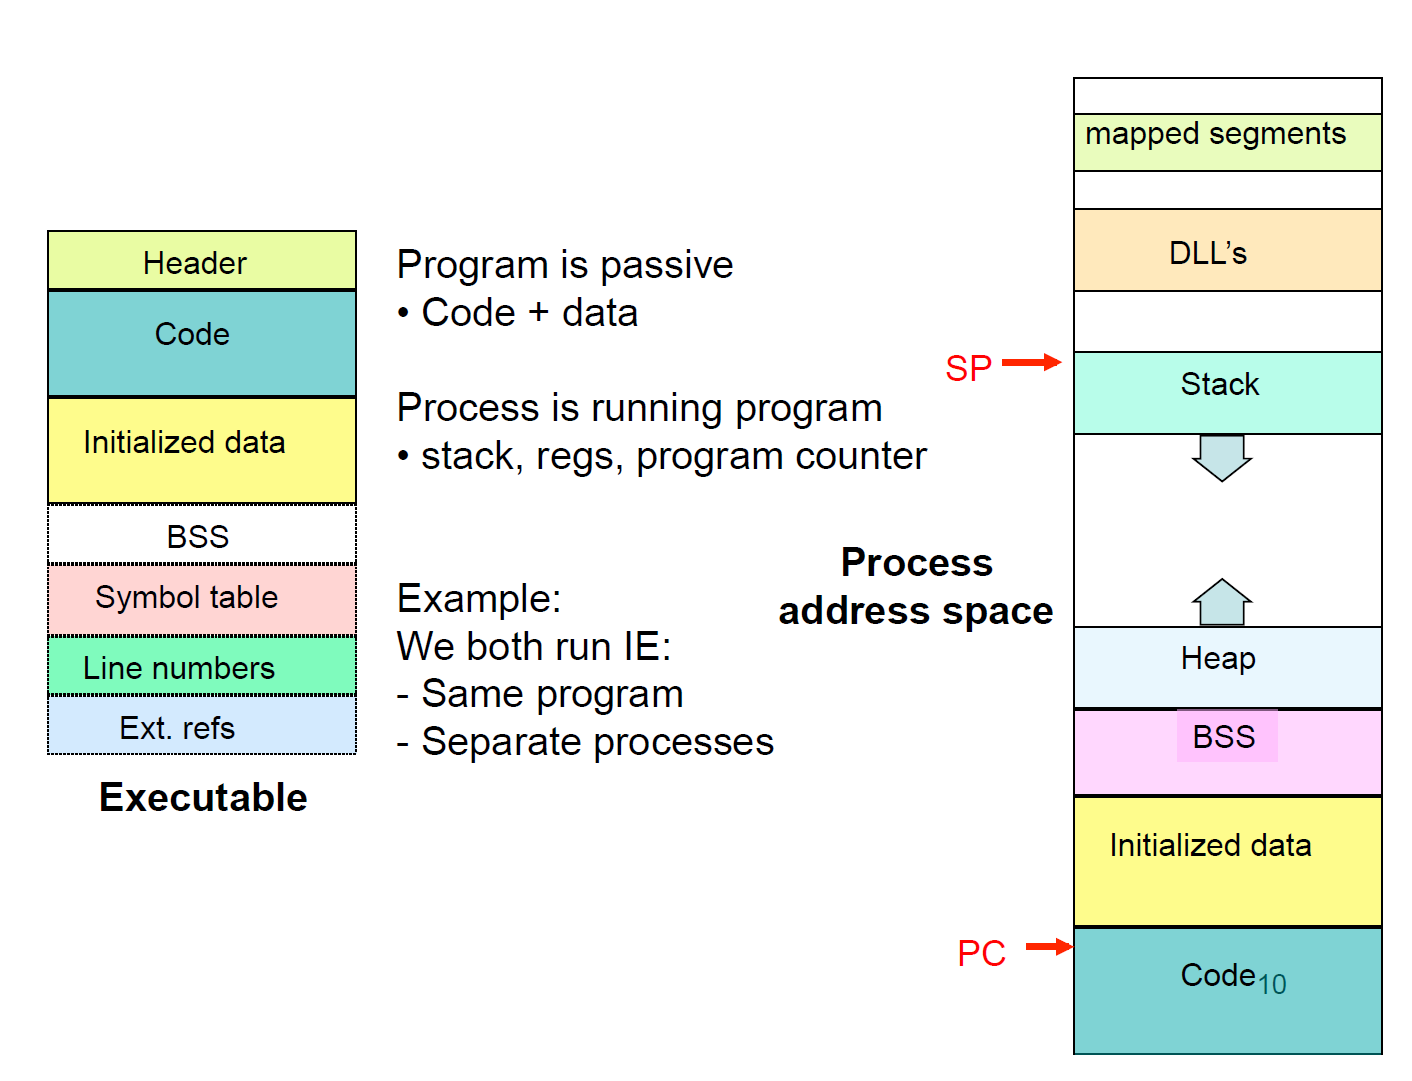 Header
Code
Initialized data
BSS
Symbol table
Line numbers
Ext. refs
Executable
Program is passive
• Code + data
Process is running program
• stack, regs, program counter
Example:
We both run IE:
- Same program
- Separate processes
Process
address space
mapped segments
DLL’s
SP
Stack
Heap
BSS
Initialized data
PC
Code
10